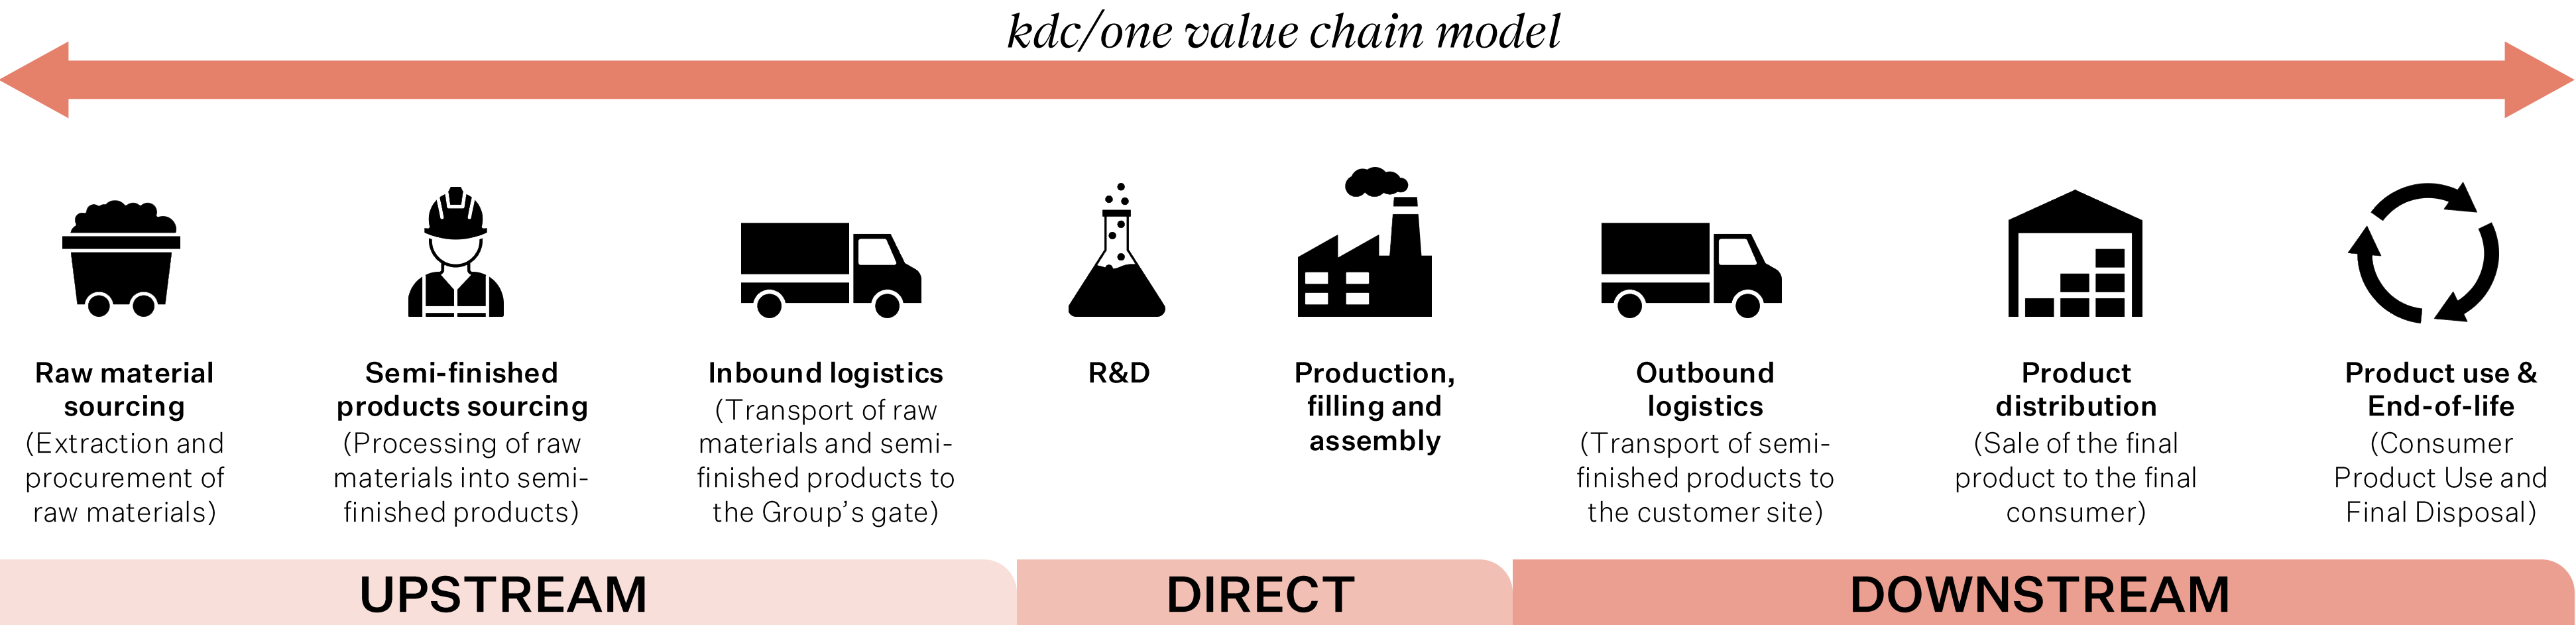 kdc/one value chain model
Raw material
sourcing
(Extraction and
procurement of
raw materials)
Semi-finished
products sourcing
(Processing of raw
materials into semi-
finished products)
Inbound logistics
(Transport of raw
materials and semi-
finished products to
the Group’s gate)
R&D
Production,
filling and
assembly
Outbound
logistics
(Transport of semi-
finished products to
the customer site)
Product
distribution
(Sale of the final
product to the final
consumer)
Product use &
End-of-life
(Consumer
Product Use and
Final Disposal)
UPSTREAM
DIRECT
DOWNSTREAM